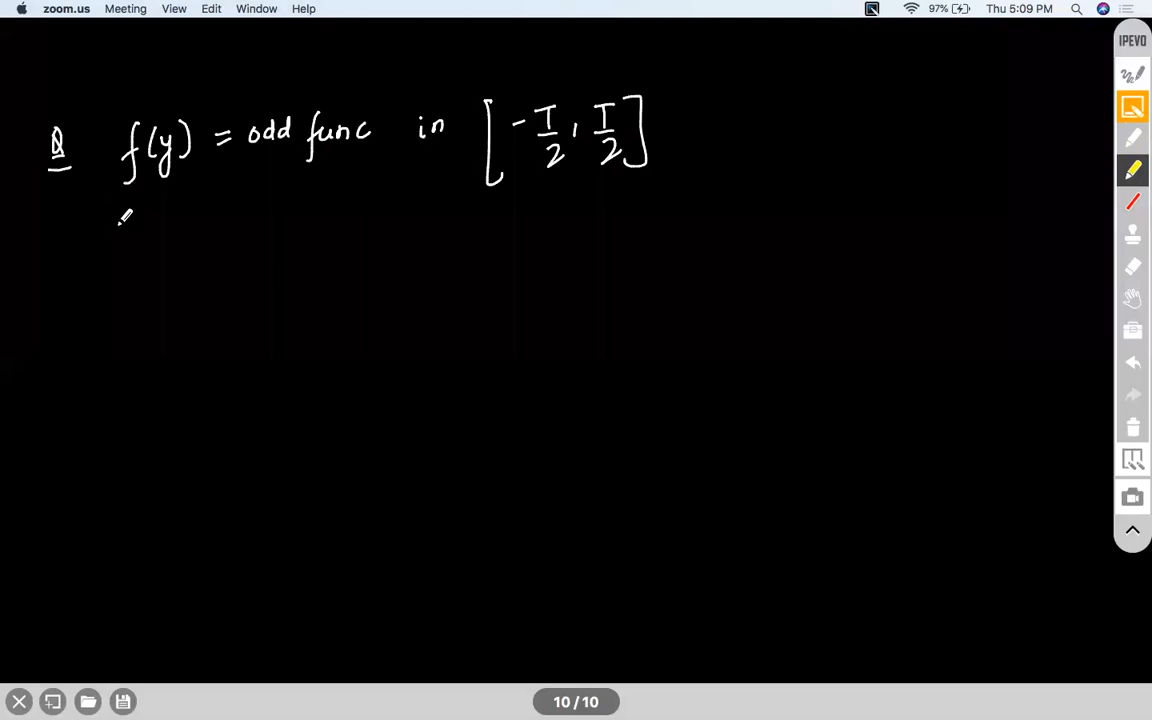 zoom.us Meeting View Edit Window Help 97% Thu 5:09 PM
IPEVO
Q f(y) = odd func in [-T/2, T/2]
10 / 10